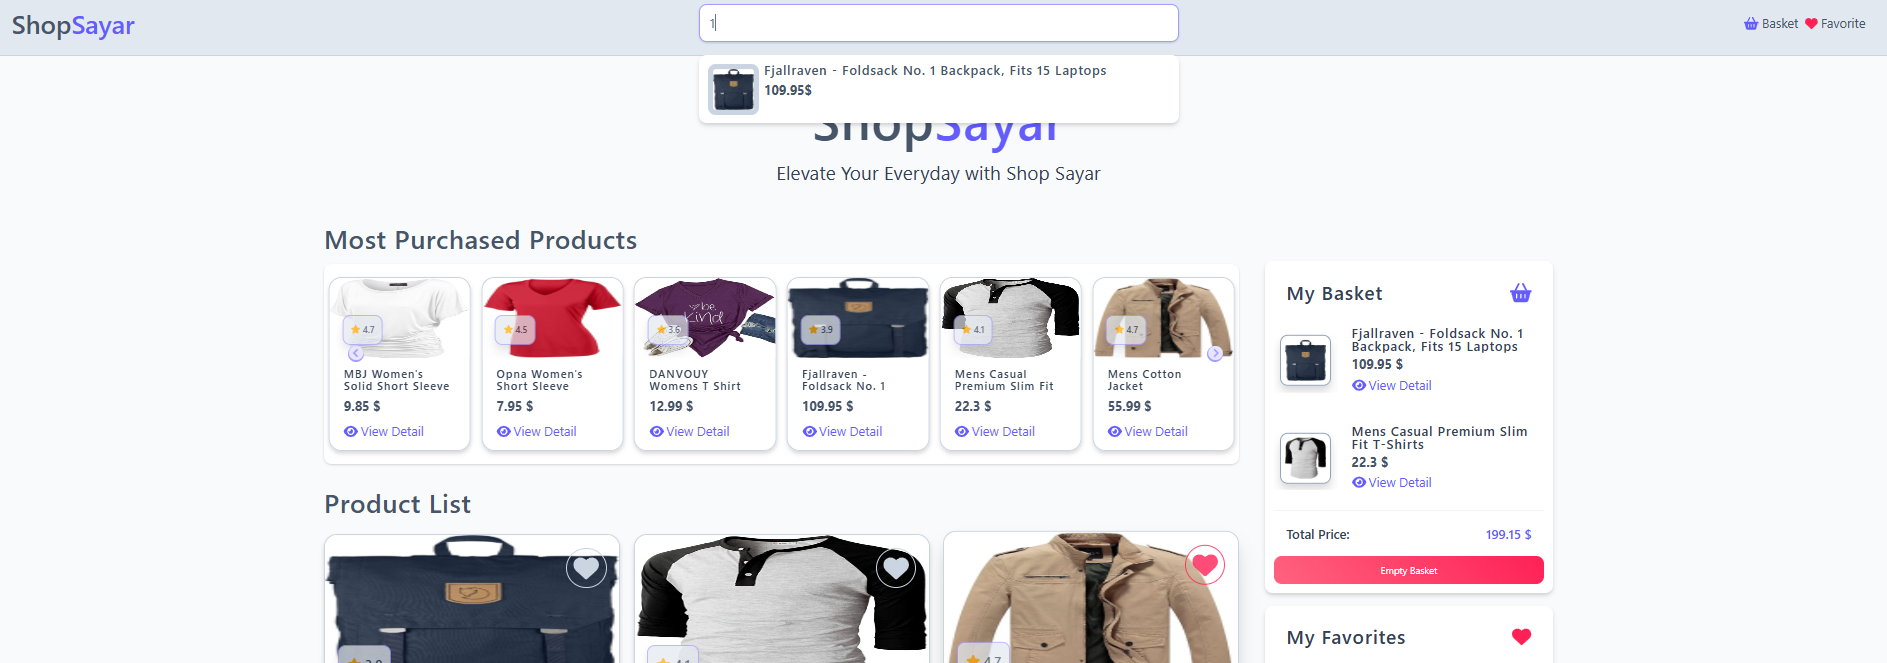 ShopSayar
1
Basket
Favorite
Fjallraven - Foldsack No. 1 Backpack, Fits 15 Laptops
109.95$
ShopSayar
Elevate Your Everyday with Shop Sayar
Most Purchased Products
4.7
MBJ Women's
Solid Short Sleeve
9.85 $
View Detail
4.5
Opna Women's
Short Sleeve
7.95 $
View Detail
be
kind
3.6
DANVOUY
Womens T Shirt
12.99 $
View Detail
3.9
Fjallraven -
Foldsack No. 1
109.95 $
View Detail
4.1
Mens Casual
Premium Slim Fit
22.3 $
View Detail
4.7
Mens Cotton
Jacket
55.99 $
View Detail
My Basket
Fjallraven - Foldsack No. 1
Backpack, Fits 15 Laptops
109.95 $
View Detail
Mens Casual Premium Slim
Fit T-Shirts
22.3 $
View Detail
Total Price:
199.15 $
Empty Basket
Product List
3.9
4.1
4.7
My Favorites